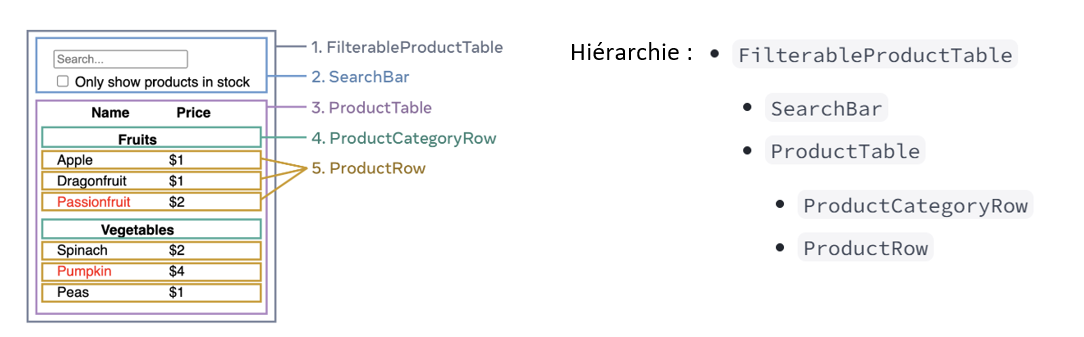 Search...
Only show products in stock
Name Price
Fruits
Apple $1
Dragonfruit $1
Passionfruit $2
Vegetables
Spinach $2
Pumpkin $4
Peas $1
1. FilterableProductTable
2. SearchBar
3. ProductTable
4. ProductCategoryRow
5. ProductRow
Hiérarchie : • FilterableProductTable
• SearchBar
• ProductTable
• ProductCategoryRow
• ProductRow